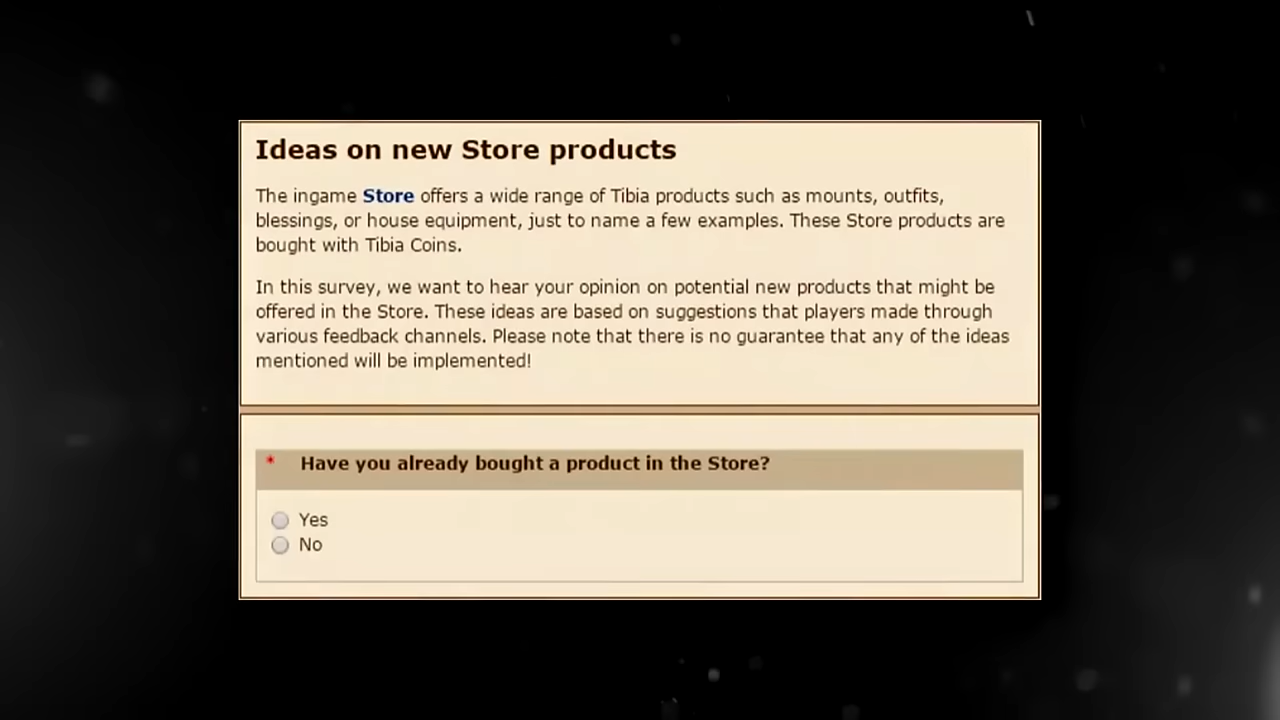 Ideas on new Store products
The ingame Store offers a wide range of Tibia products such as mounts, outfits,
blessings, or house equipment, just to name a few examples. These Store products are
bought with Tibia Coins.
In this survey, we want to hear your opinion on potential new products that might be
offered in the Store. These ideas are based on suggestions that players made through
various feedback channels. Please note that there is no guarantee that any of the ideas
mentioned will be implemented!
* Have you already bought a product in the Store?
Yes
No